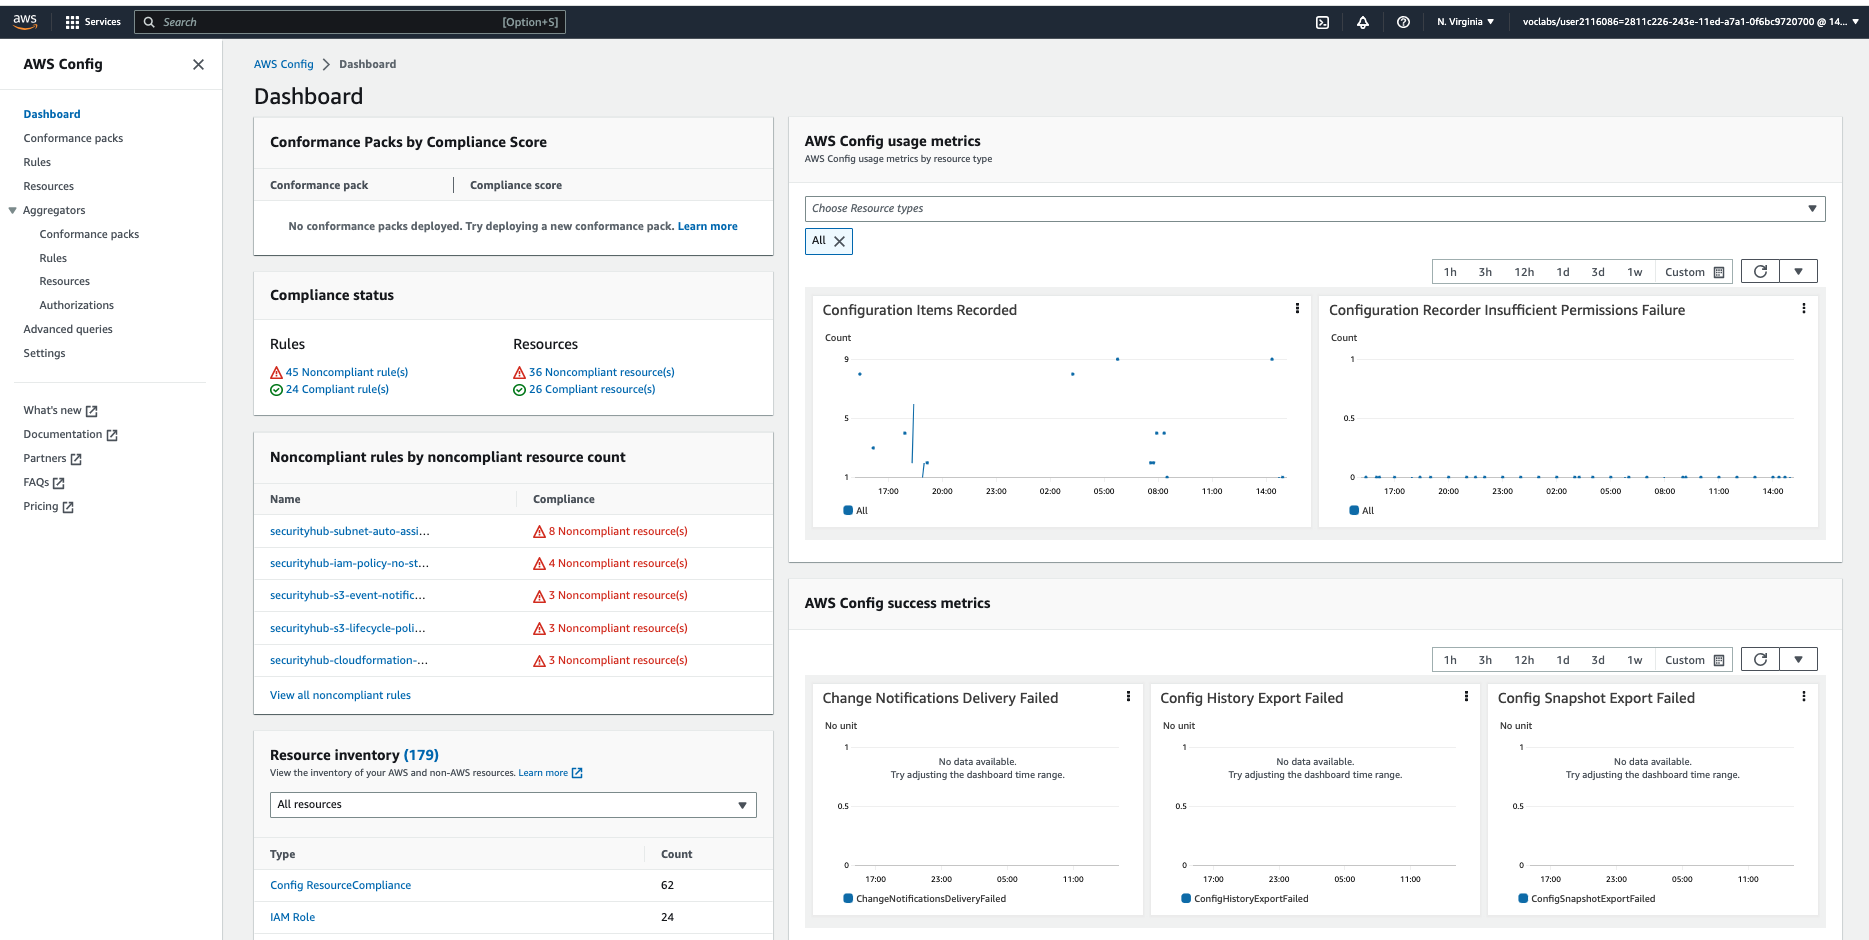 aws
Services
Search
[Option+S]
N. Virginia
voclabs/user2116086=2811c226-243e-11ed-a7a1-0f6bc9720700 @ 14...
AWS Config
Dashboard
Conformance packs
Rules
Resources
Aggregators
Conformance packs
Rules
Resources
Authorizations
Advanced queries
Settings
What's new
Documentation
Partners
FAQs
Pricing
AWS Config
Dashboard
Dashboard
Conformance Packs by Compliance Score
Conformance pack
Compliance score
No conformance packs deployed. Try deploying a new conformance pack. Learn more
Compliance status
Rules
45 Noncompliant rule(s)
24 Compliant rule(s)
Resources
36 Noncompliant resource(s)
26 Compliant resource(s)
Noncompliant rules by noncompliant resource count
Name
Compliance
securityhub-subnet-auto-assi...
8 Noncompliant resource(s)
securityhub-iam-policy-no-st...
4 Noncompliant resource(s)
securityhub-s3-event-notific...
3 Noncompliant resource(s)
securityhub-s3-lifecycle-poli...
3 Noncompliant resource(s)
securityhub-cloudformation-...
3 Noncompliant resource(s)
View all noncompliant rules
Resource inventory (179)
View the inventory of your AWS and non-AWS resources. Learn more
All resources
Type
Count
Config ResourceCompliance
62
IAM Role
24
AWS Config usage metrics
AWS Config usage metrics by resource type
Choose Resource types
All
1h
3h
12h
1d
3d
1w
Custom
Configuration Items Recorded
Count
9
5
1
17:00
20:00
23:00
02:00
05:00
08:00
11:00
14:00
All
Configuration Recorder Insufficient Permissions Failure
Count
1
0.5
0
17:00
20:00
23:00
02:00
05:00
08:00
11:00
14:00
All
AWS Config success metrics
1h
3h
12h
1d
3d
1w
Custom
Change Notifications Delivery Failed
No unit
1
No data available.
Try adjusting the dashboard time range.
0.5
0
17:00
23:00
05:00
11:00
ChangeNotificationsDeliveryFailed
Config History Export Failed
No unit
1
No data available.
Try adjusting the dashboard time range.
0.5
0
17:00
23:00
05:00
11:00
ConfigHistoryExportFailed
Config Snapshot Export Failed
No unit
1
No data available.
Try adjusting the dashboard time range.
0.5
0
17:00
23:00
05:00
11:00
ConfigSnapshotExportFailed